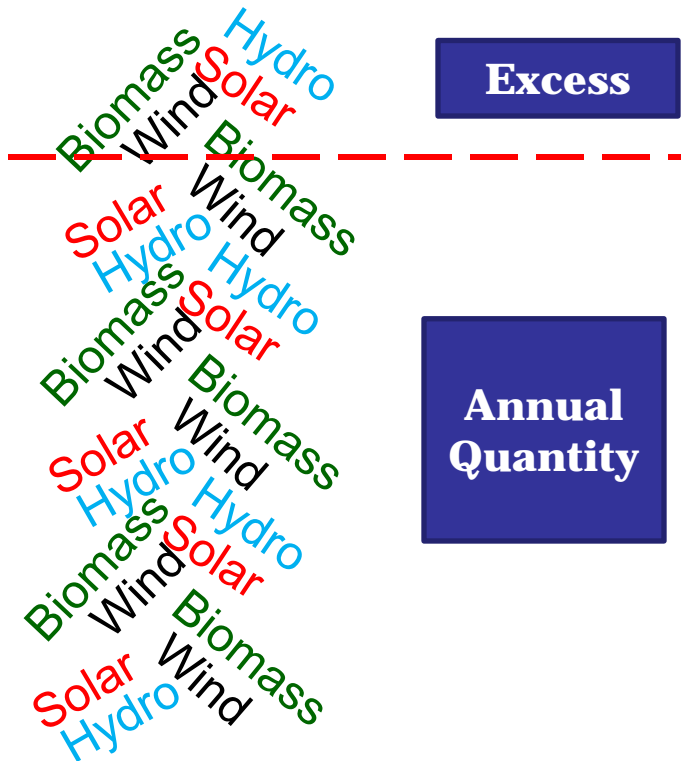 Hydro
Solar
Biomass
Wind
Excess
Biomass
Wind
Solar
Hydro
Hydro
Solar
Biomass
Wind
Annual
Quantity
Biomass
Wind
Solar
Hydro
Hydro
Solar
Biomass
Wind
Biomass
Wind
Solar
Hydro